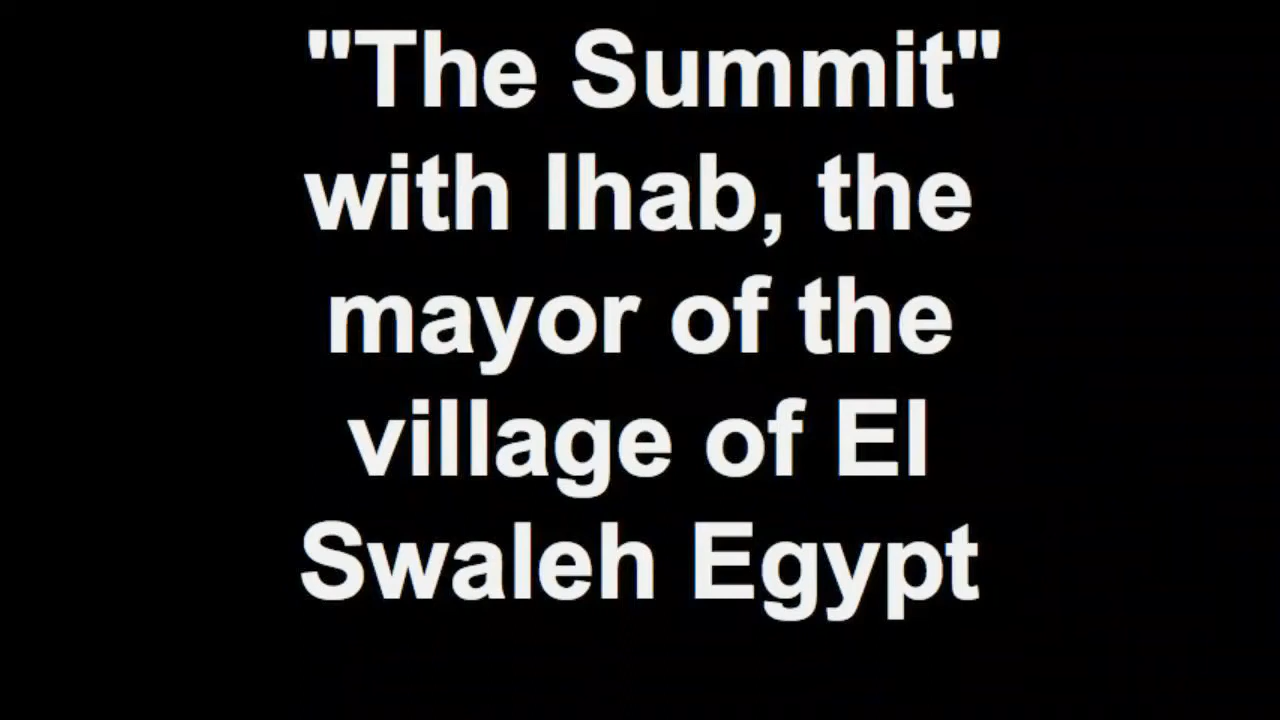 "The Summit"
with Ihab, the
mayor of the
village of El
Swaleh Egypt